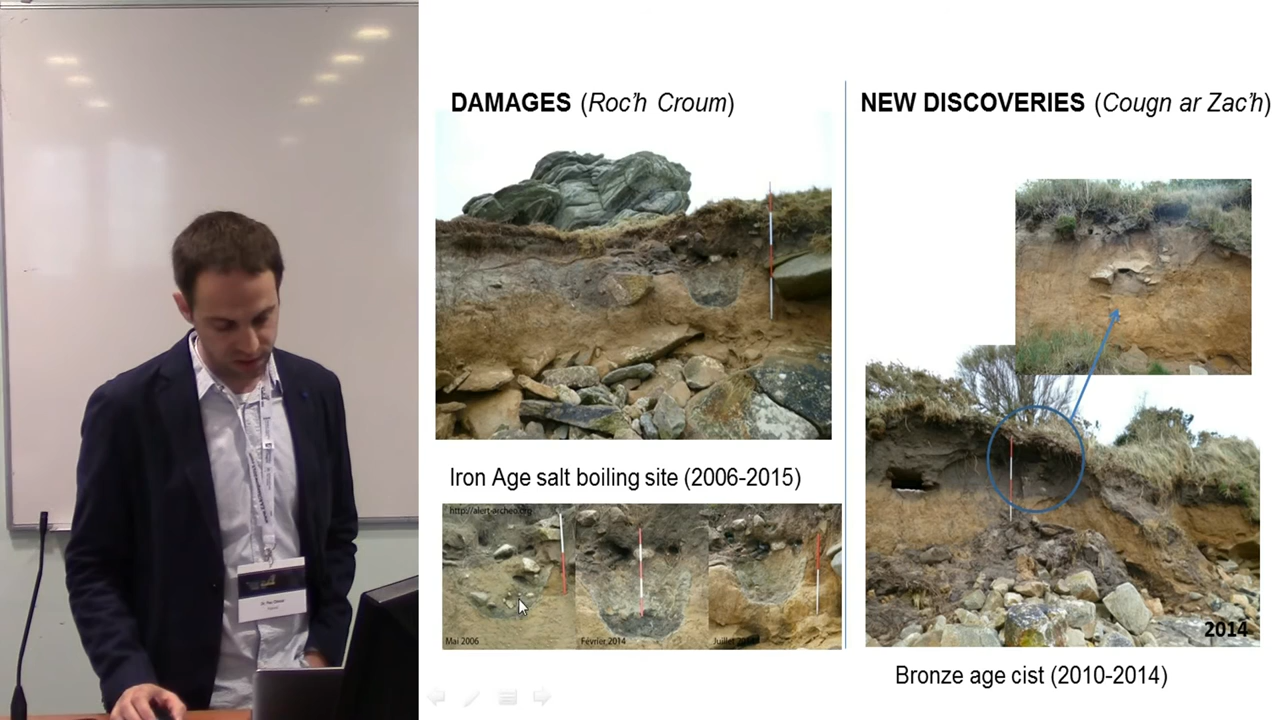 DAMAGES (Roc'h Croum)
Iron Age salt boiling site (2006-2015)
http://alert-archeo.org
Mai 2006
Février 2014
Juillet
NEW DISCOVERIES (Cougn ar Zac'h)
2014
Bronze age cist (2010-2014)